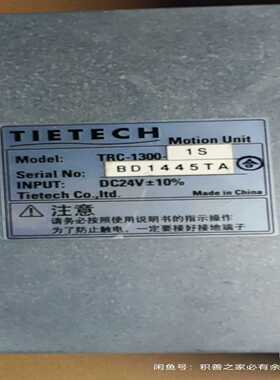 TIETECH Motion Unit
Model: TRC-1300-1S
Serial No: BD1445TA 合
INPUT: DC24V±10%
Tietech Co.,ltd. Made in China
注意
请务必按照使用书的指示操作
为了防止触电,一定要接好接地端子
闲鱼号:积善之家必有余